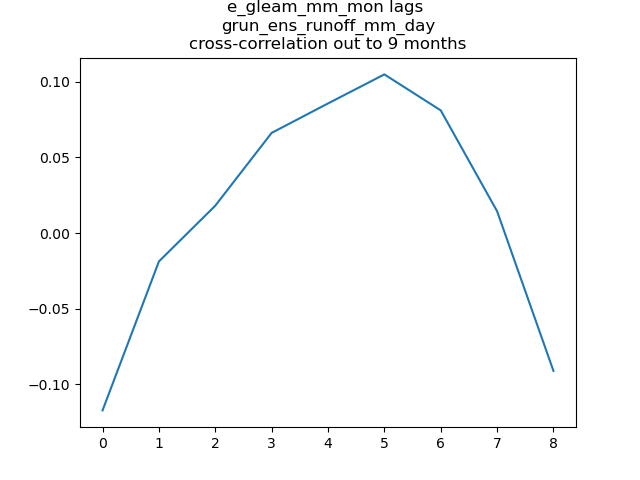 e_gleam_mm_mon lags
grun_ens_runoff_mm_day
cross-correlation out to 9 months
0.10
0.05
0.00
−0.05
−0.10
0 1 2 3 4 5 6 7 8